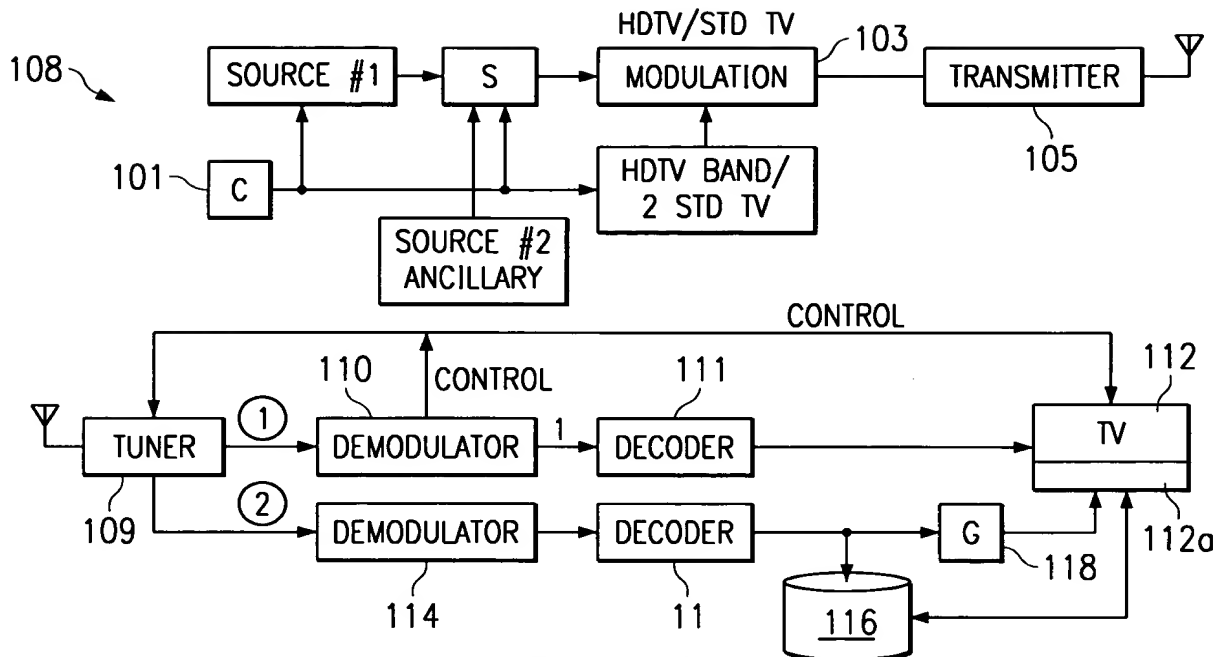 HDTV/STD TV
103
108
SOURCE #1
S
MODULATION
TRANSMITTER
105
101
C
HDTV BAND/
2 STD TV
SOURCE #2
ANCILLARY
CONTROL
110
CONTROL
111
112
1
TUNER
DEMODULATOR
1
DECODER
TV
109
2
DEMODULATOR
DECODER
G
118
112a
114
11
116